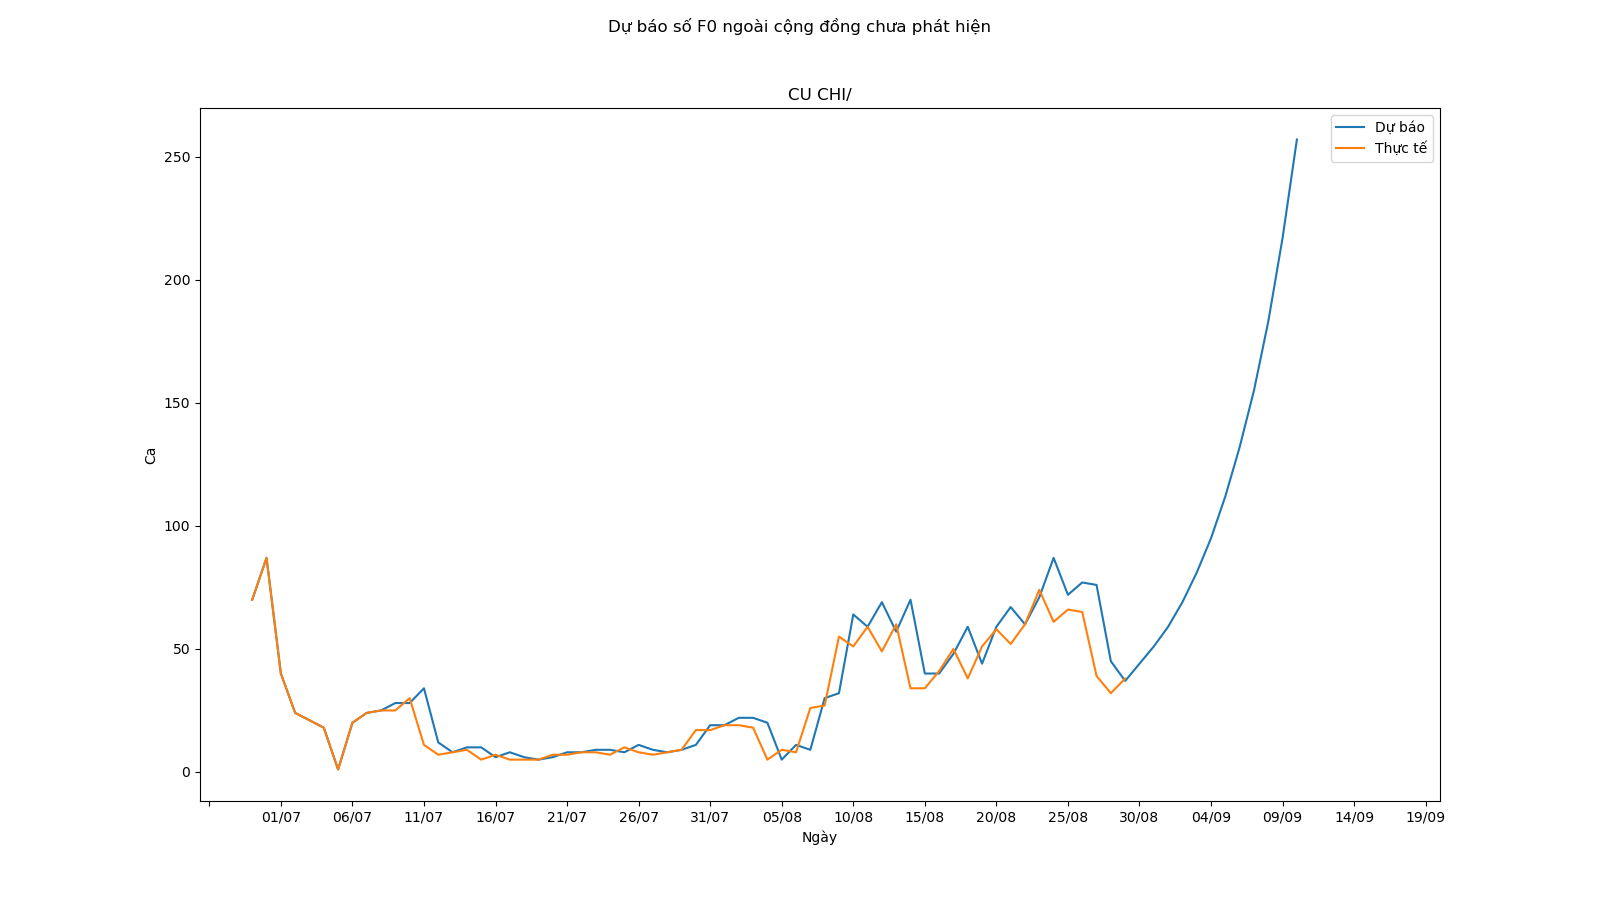 Dự báo số F0 ngoài cộng đồng chưa phát hiện
CU CHI/
Dự báo
Thực tế
250
200
150
100
50
0
Ca
01/07 06/07 11/07 16/07 21/07 26/07 31/07 05/08 10/08 15/08 20/08 25/08 30/08 04/09 09/09 14/09 19/09
Ngày